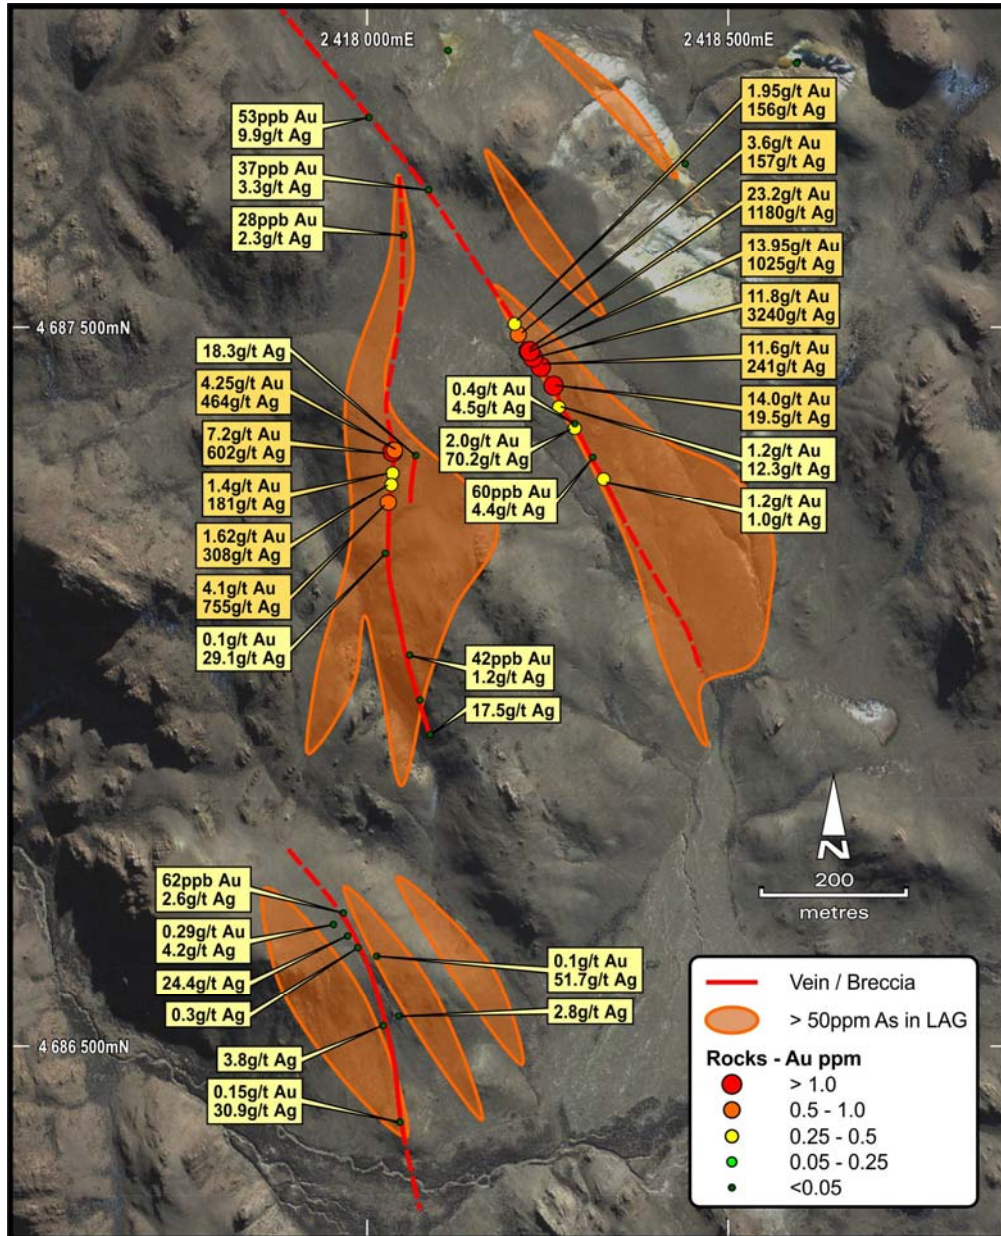 2 418 000mE
2 418 500mE
53ppb Au
9.9g/t Ag
37ppb Au
3.3g/t Ag
28ppb Au
2.3g/t Ag
4 687 500mN
18.3g/t Ag
4.25g/t Au
464g/t Ag
7.2g/t Au
602g/t Ag
1.4g/t Au
181g/t Ag
1.62g/t Au
308g/t Ag
4.1g/t Au
755g/t Ag
0.1g/t Au
29.1g/t Ag
1.95g/t Au
156g/t Ag
3.6g/t Au
157g/t Ag
23.2g/t Au
1180g/t Ag
13.95g/t Au
1025g/t Ag
11.8g/t Au
3240g/t Ag
11.6g/t Au
241g/t Ag
14.0g/t Au
19.5g/t Ag
1.2g/t Au
12.3g/t Ag
1.2g/t Au
1.0g/t Ag
0.4g/t Au
4.5g/t Ag
2.0g/t Au
70.2g/t Ag
60ppb Au
4.4g/t Ag
42ppb Au
1.2g/t Ag
17.5g/t Ag
62ppb Au
2.6g/t Ag
0.29g/t Au
4.2g/t Ag
24.4g/t Ag
0.3g/t Ag
3.8g/t Ag
0.15g/t Au
30.9g/t Ag
0.1g/t Au
51.7g/t Ag
2.8g/t Ag
4 686 500mN
N
200
metres
Vein / Breccia
> 50ppm As in LAG
Rocks - Au ppm
> 1.0
0.5 - 1.0
0.25 - 0.5
0.05 - 0.25
<0.05